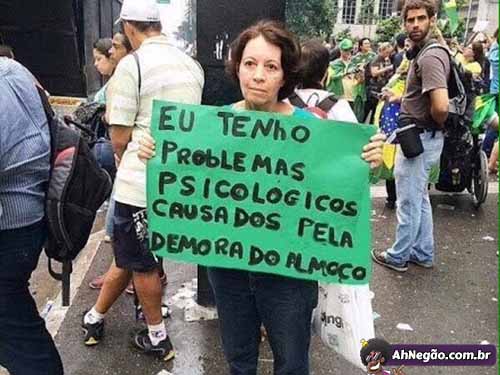 EU TENHO
PROBLEMAS
PSICOLOGICOS
CAUSADOS PELA
DEMORA DO ALMOÇO
AhNegão.com.br